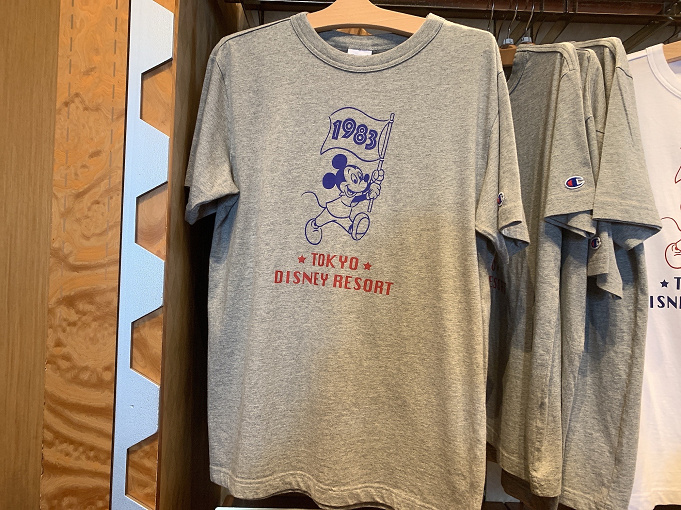 1983
★ TOKYO ★
DISNEY RESORT